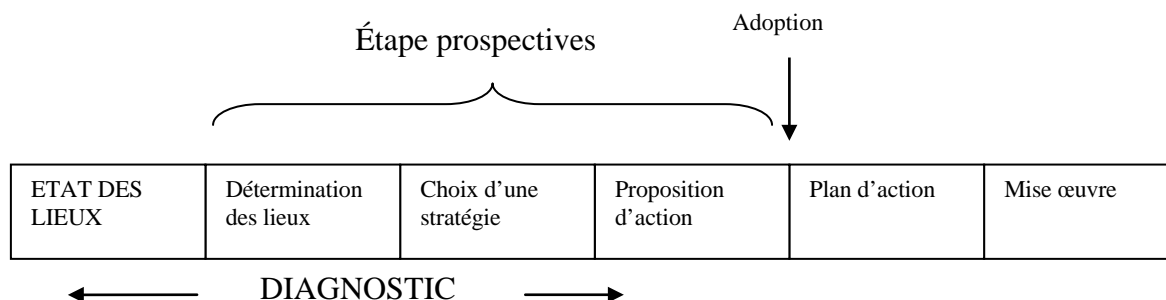 Adoption
Étape prospectives
ETAT DES
LIEUX
Détermination
des lieux
Choix d'une
stratégie
Proposition
d'action
Plan d'action
Mise œuvre
DIAGNOSTIC